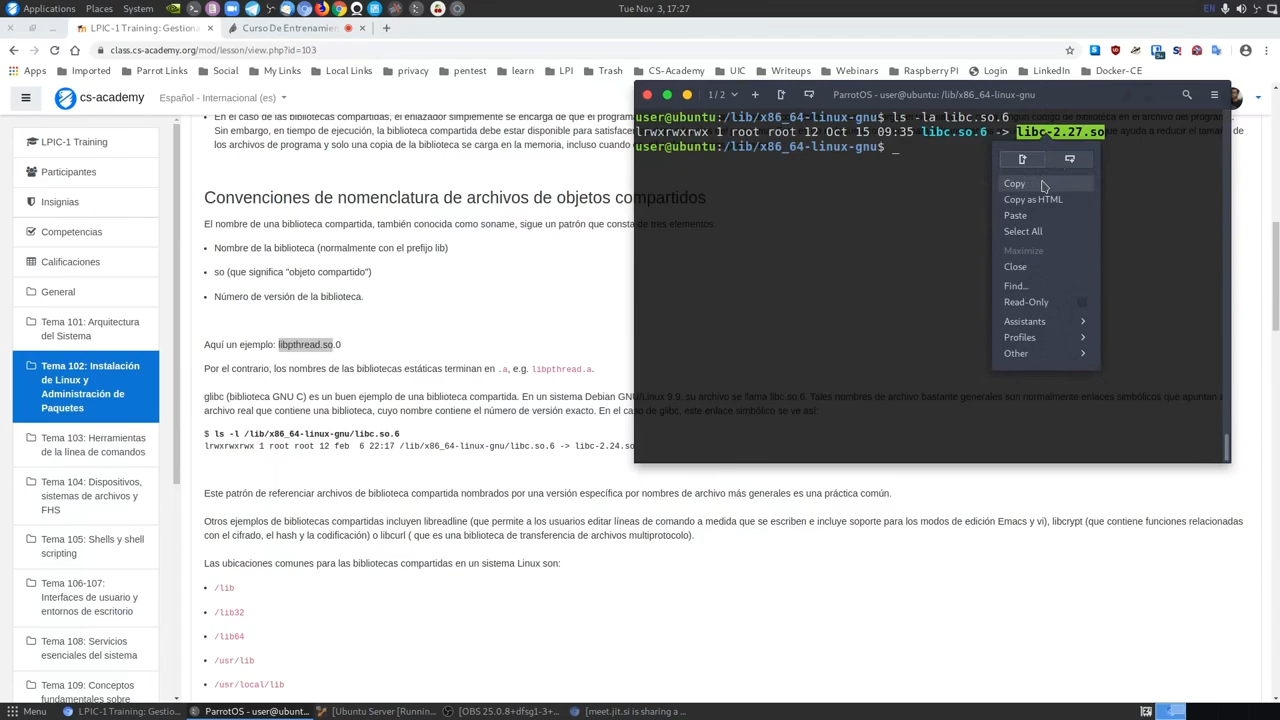 Applications Places System
Tue Nov 3, 17:27
EN
LPIC-1 Training: Gestiona
Curso De Entrenamien
class.cs-academy.org/mod/lesson/view.php?id=103
Apps Imported Parrot Links Social My Links Local Links privacy pentest learn LPI Trash CS-Academy UIC Writeups Webinars RaspberryPI Login LinkedIn Docker-CE
cs-academy Español - Internacional (es)
LPIC-1 Training
Participantes
Insignias
Competencias
Calificaciones
General
Tema 101: Arquitectura
del Sistema
Tema 102: Instalación
de Linux y
Administración de
Paquetes
Tema 103: Herramientas
de la línea de comandos
Tema 104: Dispositivos,
sistemas de archivos y
FHS
Tema 105: Shells y shell
scripting
Tema 106-107:
Interfaces de usuario y
entornos de escritorio
Tema 108: Servicios
esenciales del sistema
Tema 109: Conceptos
fundamentales sobre
En el caso de las bibliotecas compartidas, el enlazador simplemente se encarga de que el progra
Sin embargo, en tiempo de ejecución, la biblioteca compartida debe estar disponible para satisfacer
ayuda a reducir el tamaño
los archivos de programa y solo una copia de la biblioteca se carga en la memoria, incluso cuando
Convenciones de nomenclatura de archivos de objetos compartidos
El nombre de una biblioteca compartida, también conocida como soname, sigue un patrón que consta de tres elementos:
Nombre de la biblioteca (normalmente con el prefijo lib)
so (que significa "objeto compartido")
Número de versión de la biblioteca.
Aquí un ejemplo: libpthread.so.0
Por el contrario, los nombres de las bibliotecas estáticas terminan en .a, e.g. libpthread.a.
glibc (biblioteca GNU C) es un buen ejemplo de una biblioteca compartida. En un sistema Debian GNU/Linux 9.9, su archivo se llama libc.so.6. Tales nombres de archivo bastante generales son normalmente enlaces simbólicos que apuntan a
archivo real que contiene una biblioteca, cuyo nombre contiene el número de versión exacto. En el caso de glibc, este enlace simbólico se ve así:
$ ls -l /lib/x86_64-linux-gnu/libc.so.6
lrwxrwxrwx 1 root root 12 feb 6 22:17 /lib/x86_64-linux-gnu/libc.so.6 -> libc-2.24.so
Este patrón de referenciar archivos de biblioteca compartida nombrados por una versión específica por nombres de archivo más generales es una práctica común.
Otros ejemplos de bibliotecas compartidas incluyen libreadline (que permite a los usuarios editar líneas de comando a medida que se escriben e incluye soporte para los modos de edición Emacs y vi), libcrypt (que contiene funciones relacionadas
con el cifrado, el hash y la codificación) o libcurl ( que es una biblioteca de transferencia de archivos multiprotocolo).
Las ubicaciones comunes para las bibliotecas compartidas en un sistema Linux son:
/lib
/lib32
/lib64
/usr/lib
/usr/local/lib
1 / 2
ParrotOS - user@ubuntu: /lib/x86_64-linux-gnu
user@ubuntu:/lib/x86_64-linux-gnu$ ls -la libc.so.6
lrwxrwxrwx 1 root root 12 Oct 15 09:35 libc.so.6 -> libc-2.27.so
user@ubuntu:/lib/x86_64-linux-gnu$ _
Copy
Copy as HTML
Paste
Select All
Maximize
Close
Find...
Read-Only
Assistants
Profiles
Other
Menu
LPIC-1 Training: Gestio...
ParrotOS - user@ubunt...
[Ubuntu Server [Runnin...
[OBS 25.0.8+dfsg1-3+...
[meet.jit.si is sharing a ...